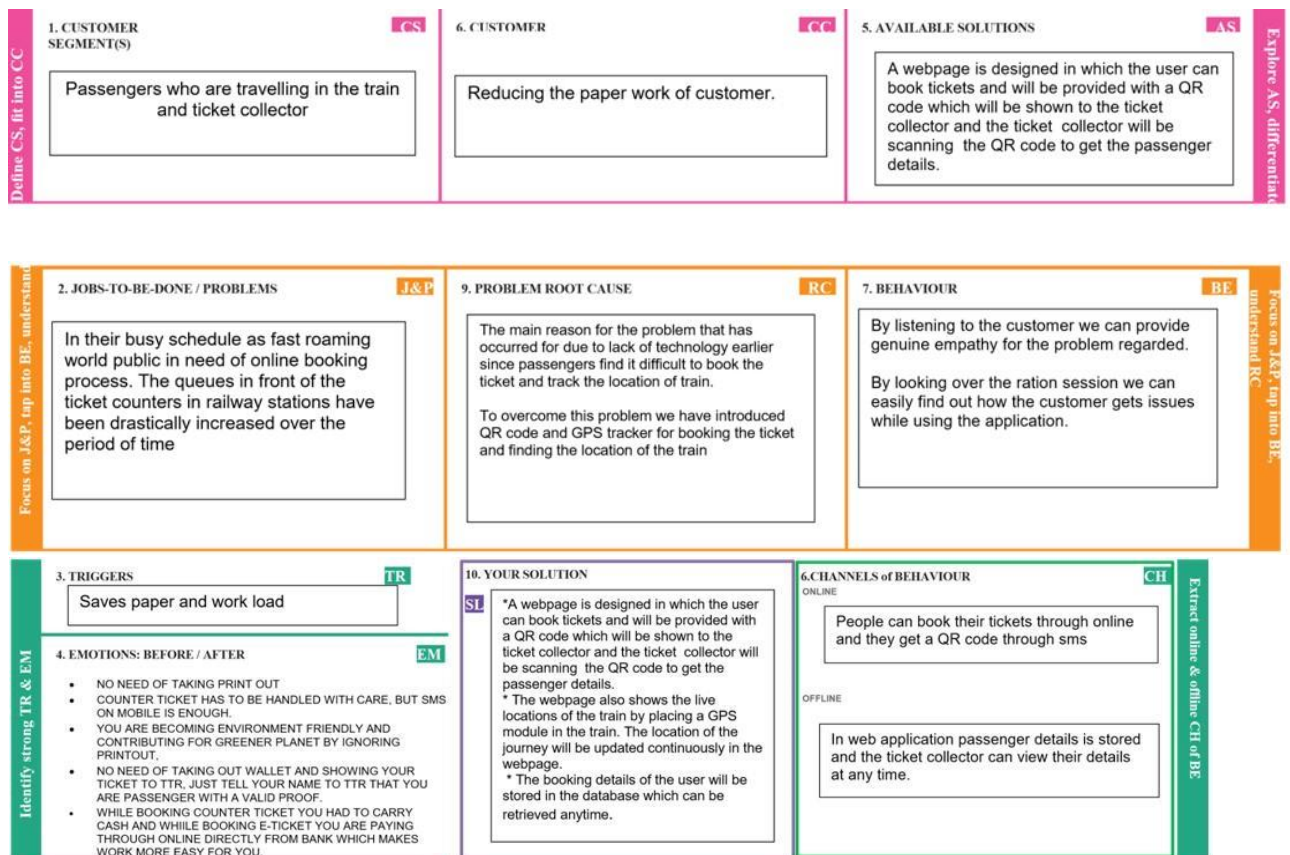 Define CS, fit into CC
1. CUSTOMER
SEGMENT(S)
CS
Passengers who are travelling in the train
and ticket collector
6. CUSTOMER
CC
Reducing the paper work of customer.
5. AVAILABLE SOLUTIONS
AS
A webpage is designed in which the user can
book tickets and will be provided with a QR
code which will be shown to the ticket
collector and the ticket collector will be
scanning the QR code to get the passenger
details.
Explore AS, differentiate
Focus on J&P, tap into BE, understand
2. JOBS-TO-BE-DONE / PROBLEMS
J&P
In their busy schedule as fast roaming
world public in need of online booking
process. The queues in front of the
ticket counters in railway stations have
been drastically increased over the
period of time
9. PROBLEM ROOT CAUSE
RC
The main reason for the problem that has
occurred for due to lack of technology earlier
since passengers find it difficult to book the
ticket and track the location of train.
To overcome this problem we have introduced
QR code and GPS tracker for booking the ticket
and finding the location of the train
7. BEHAVIOUR
BE
By listening to the customer we can provide
genuine empathy for the problem regarded.
By looking over the ration session we can
easily find out how the customer gets issues
while using the application.
Focus on J&P, tap into BE,
understand RC
Identify strong TR & EM
3. TRIGGERS
TR
Saves paper and work load
4. EMOTIONS: BEFORE / AFTER
EM
• NO NEED OF TAKING PRINT OUT
• COUNTER TICKET HAS TO BE HANDLED WITH CARE, BUT SMS
ON MOBILE IS ENOUGH.
• YOU ARE BECOMING ENVIRONMENT FRIENDLY AND
CONTRIBUTING FOR GREENER PLANET BY IGNORING
PRINTOUT,
• NO NEED OF TAKING OUT WALLET AND SHOWING YOUR
TICKET TO TTR, JUST TELL YOUR NAME TO TTR THAT YOU
ARE PASSENGER WITH A VALID PROOF.
• WHILE BOOKING COUNTER TICKET YOU HAD TO CARRY
CASH AND WHIILE BOOKING E-TICKET YOU ARE PAYING
THROUGH ONLINE DIRECTLY FROM BANK WHICH MAKES
WORK MORE EASY FOR YOU.
10. YOUR SOLUTION
SL
*A webpage is designed in which the user
can book tickets and will be provided with
a QR code which will be shown to the
ticket collector and the ticket collector will
be scanning the QR code to get the
passenger details.
* The webpage also shows the live
locations of the train by placing a GPS
module in the train. The location of the
journey will be updated continuously in the
webpage.
* The booking details of the user will be
stored in the database which can be
retrieved anytime.
6.CHANNELS of BEHAVIOUR
CH
ONLINE
People can book their tickets through online
and they get a QR code through sms
OFFLINE
In web application passenger details is stored
and the ticket collector can view their details
at any time.
Extract online & offline CH of BE